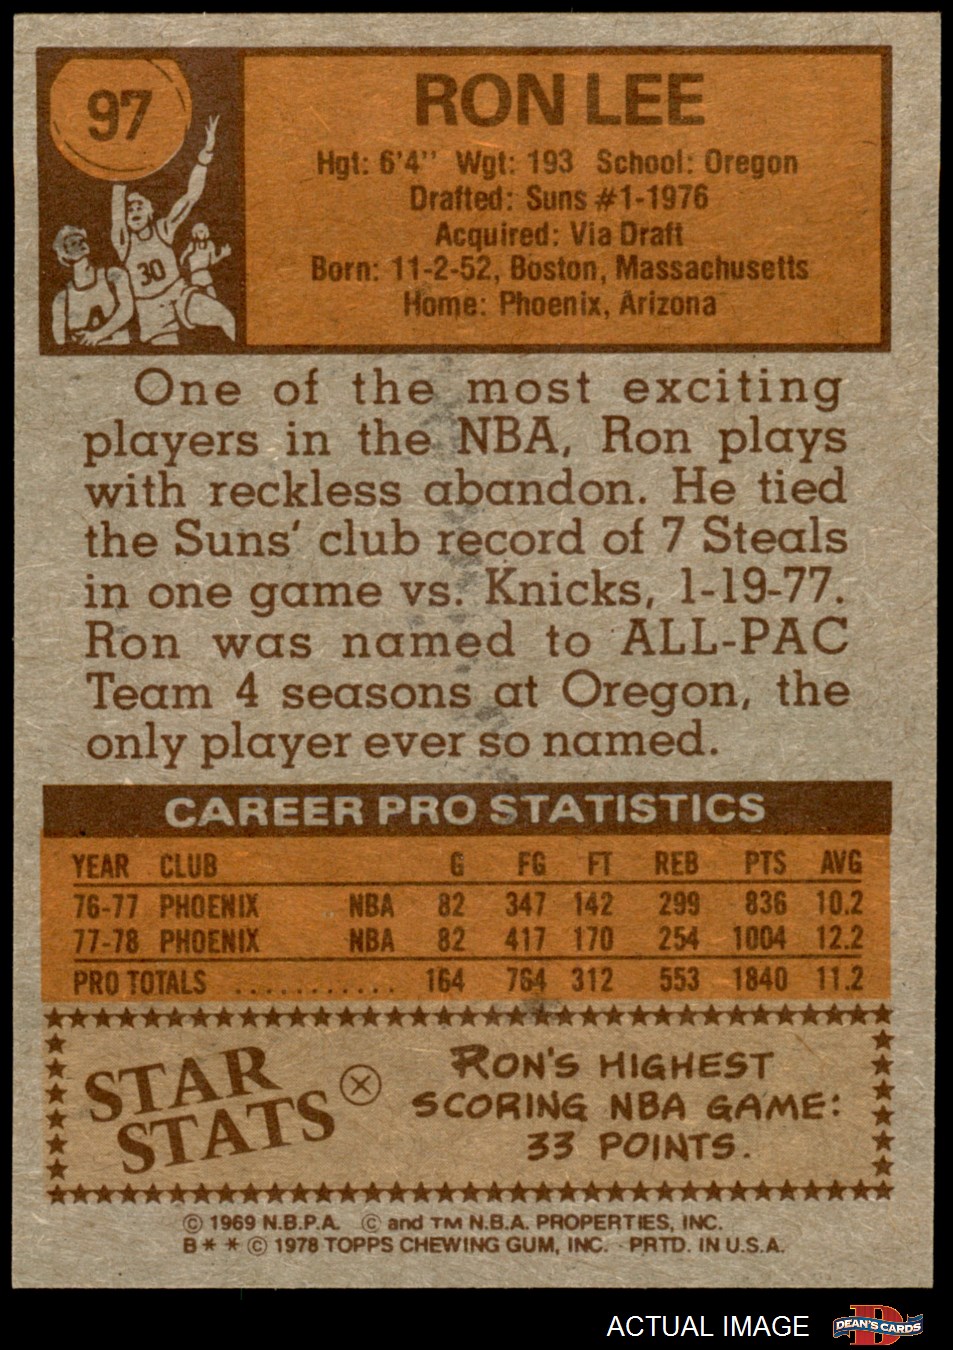 97
RON LEE
Hgt: 6'4" Wgt: 193 School: Oregon
Drafted: Suns #1-1976
Acquired: Via Draft
Born: 11-2-52, Boston, Massachusetts
Home: Phoenix, Arizona
30
One of the most exciting
players in the NBA, Ron plays
with reckless abandon. He tied
the Suns' club record of 7 Steals
in one game vs. Knicks, 1-19-77.
Ron was named to ALL-PAC
Team 4 seasons at Oregon, the
only player ever so named.
CAREER PRO STATISTICS
YEAR CLUB G FG FT REB PTS AVG
76-77 PHOENIX NBA 82 347 142 299 836 10.2
77-78 PHOENIX NBA 82 417 170 254 1004 12.2
PRO TOTALS ........... 164 764 312 553 1840 11.2
STAR
STATS
RON'S HIGHEST
SCORING NBA GAME:
33 POINTS.
© 1969 N.B.P.A. © and TM N.B.A. PROPERTIES, INC.
B* * © 1978 TOPPS CHEWING GUM, INC. · PRTD. IN U.S.A.
ACTUAL IMAGE
D
DEAN'S CARDS